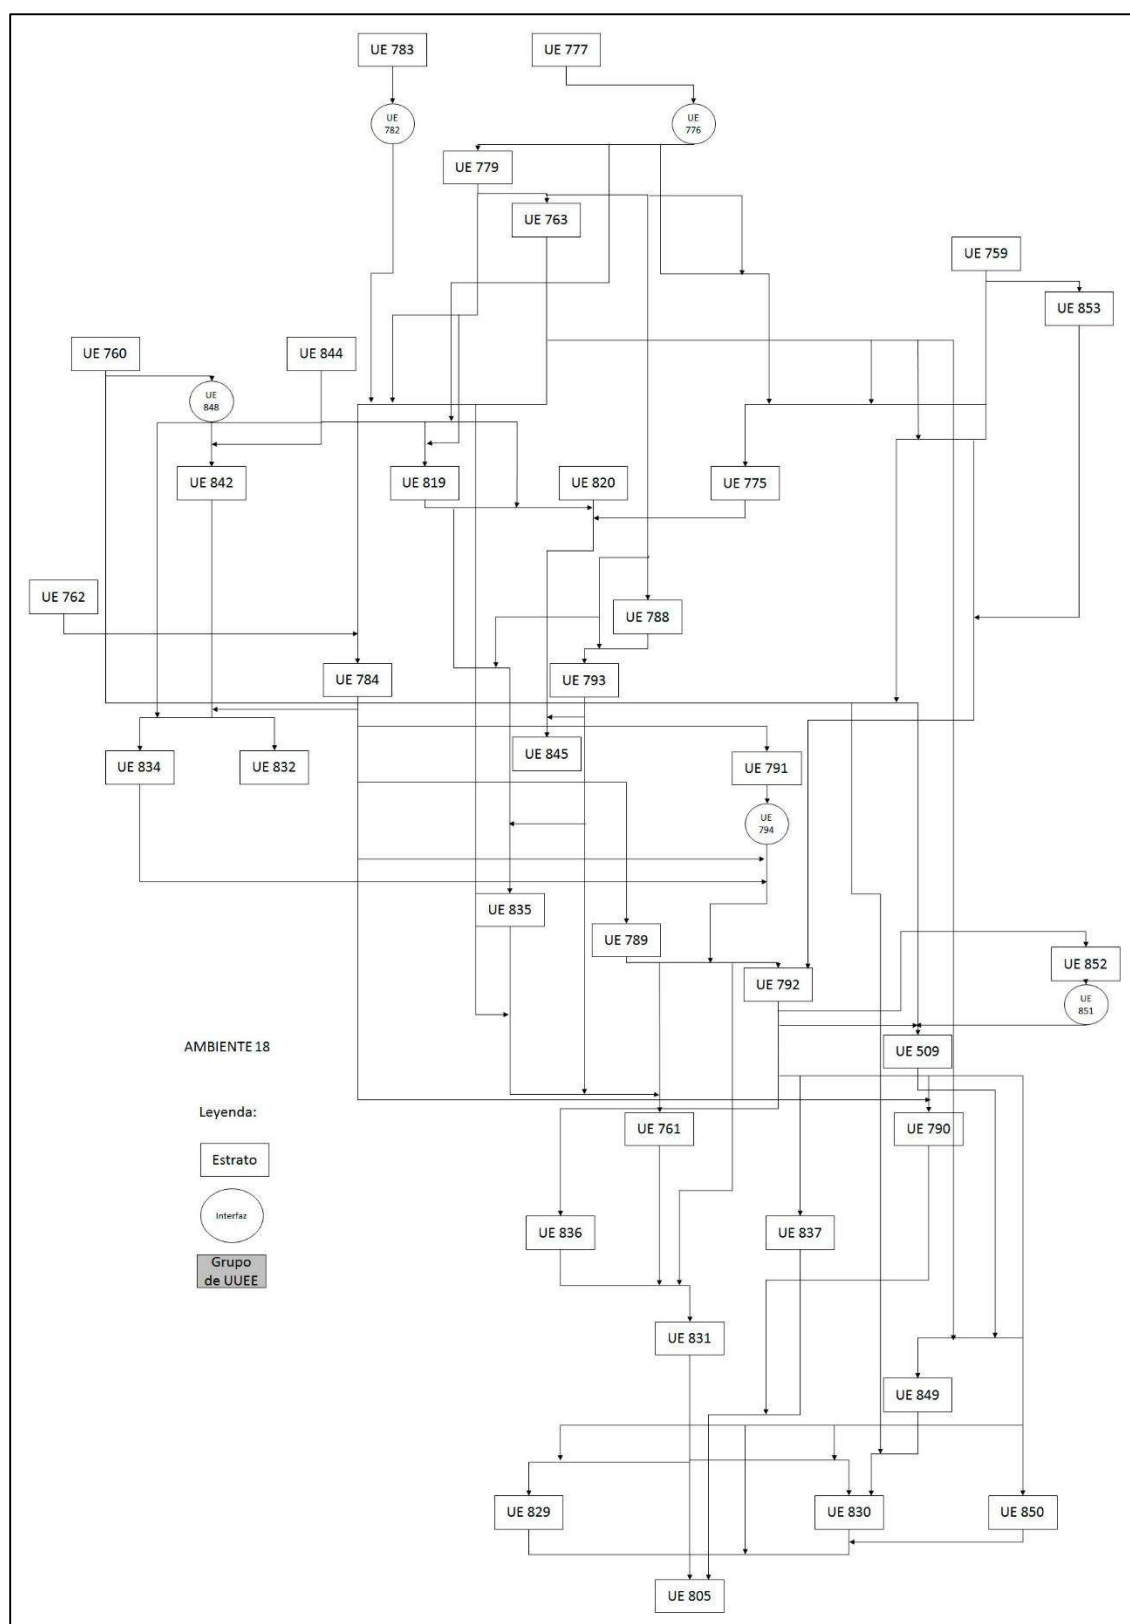 UE 783
UE 777
UE
782
UE
776
UE 779
UE 763
UE 759
UE 853
UE 760
UE 844
UE
848
UE 842
UE 819
UE 820
UE 775
UE 762
UE 788
UE 784
UE 793
UE 845
UE 834
UE 832
UE 791
UE
794
UE 835
UE 789
UE 792
UE 852
UE
851
AMBIENTE 18
UE 509
Leyenda:
UE 761
UE 790
Estrato
Interfaz
UE 836
UE 837
Grupo
de UUEE
UE 831
UE 849
UE 829
UE 830
UE 850
UE 805